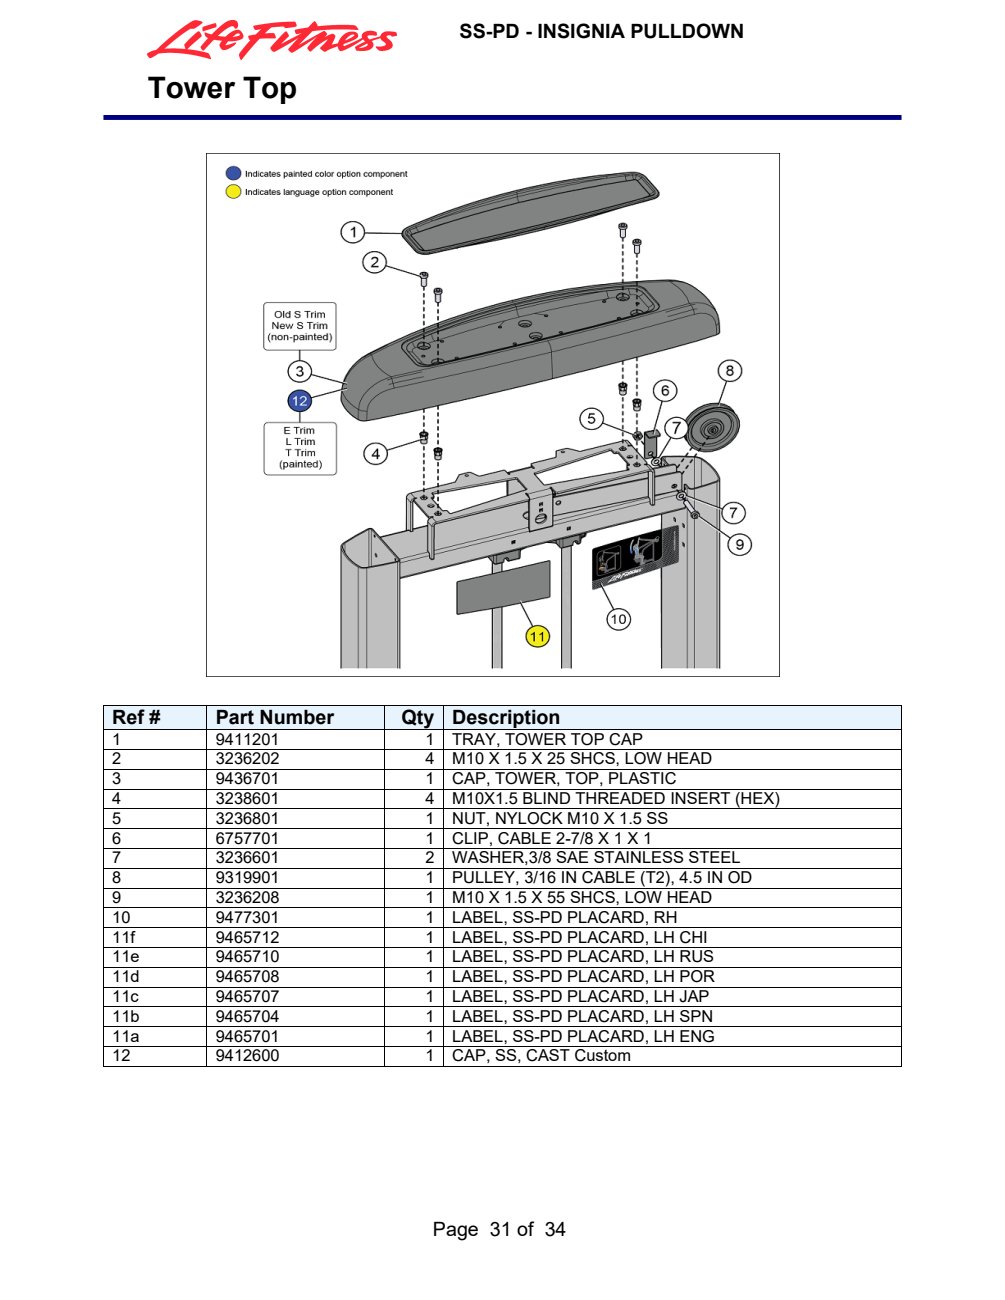 Life Fitness
SS-PD - INSIGNIA PULLDOWN
Tower Top
Indicates painted color option component
Indicates language option component
1
2
Old S Trim
New S Trim
(non-painted)
3
12
E Trim
L Trim
T Trim
(painted)
4
5
6
7
8
7
9
Life Fitness
10
11
Ref # Part Number Qty Description
1 9411201 1 TRAY, TOWER TOP CAP
2 3236202 4 M10 X 1.5 X 25 SHCS, LOW HEAD
3 9436701 1 CAP, TOWER, TOP, PLASTIC
4 3238601 4 M10X1.5 BLIND THREADED INSERT (HEX)
5 3236801 1 NUT, NYLOCK M10 X 1.5 SS
6 6757701 1 CLIP, CABLE 2-7/8 X 1 X 1
7 3236601 2 WASHER,3/8 SAE STAINLESS STEEL
8 9319901 1 PULLEY, 3/16 IN CABLE (T2), 4.5 IN OD
9 3236208 1 M10 X 1.5 X 55 SHCS, LOW HEAD
10 9477301 1 LABEL, SS-PD PLACARD, RH
11f 9465712 1 LABEL, SS-PD PLACARD, LH CHI
11e 9465710 1 LABEL, SS-PD PLACARD, LH RUS
11d 9465708 1 LABEL, SS-PD PLACARD, LH POR
11c 9465707 1 LABEL, SS-PD PLACARD, LH JAP
11b 9465704 1 LABEL, SS-PD PLACARD, LH SPN
11a 9465701 1 LABEL, SS-PD PLACARD, LH ENG
12 9412600 1 CAP, SS, CAST Custom
Page 31 of 34